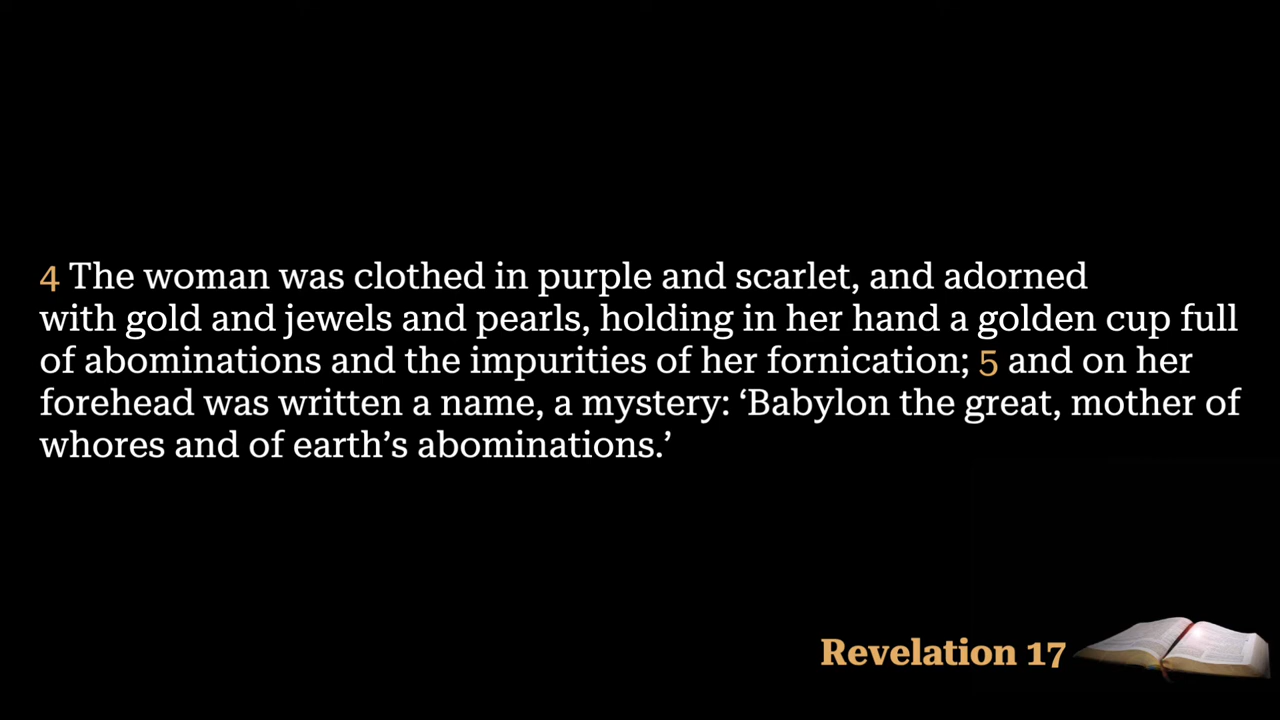 4 The woman was clothed in purple and scarlet, and adorned
with gold and jewels and pearls, holding in her hand a golden cup full
of abominations and the impurities of her fornication; 5 and on her
forehead was written a name, a mystery: ‘Babylon the great, mother of
whores and of earth’s abominations.’
Revelation 17